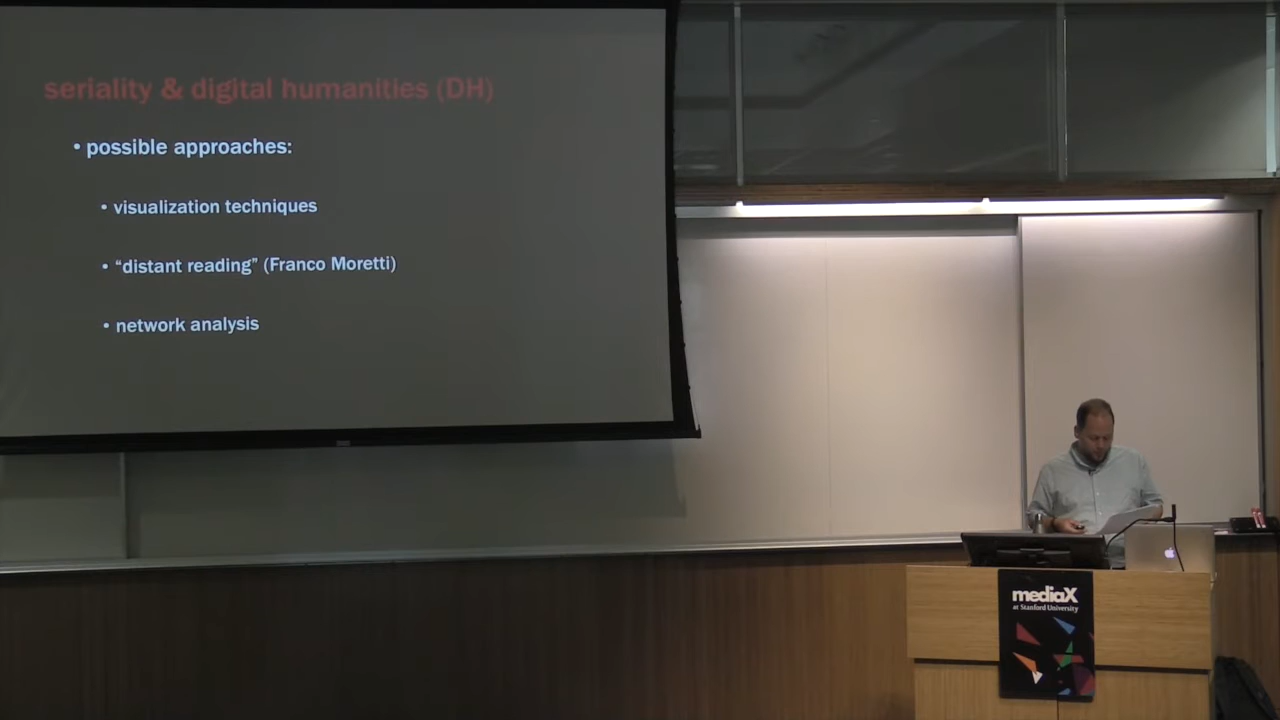 seriality & digital humanities (DH)
• possible approaches:
• visualization techniques
• “distant reading” (Franco Moretti)
• network analysis
mediaX
at Stanford University